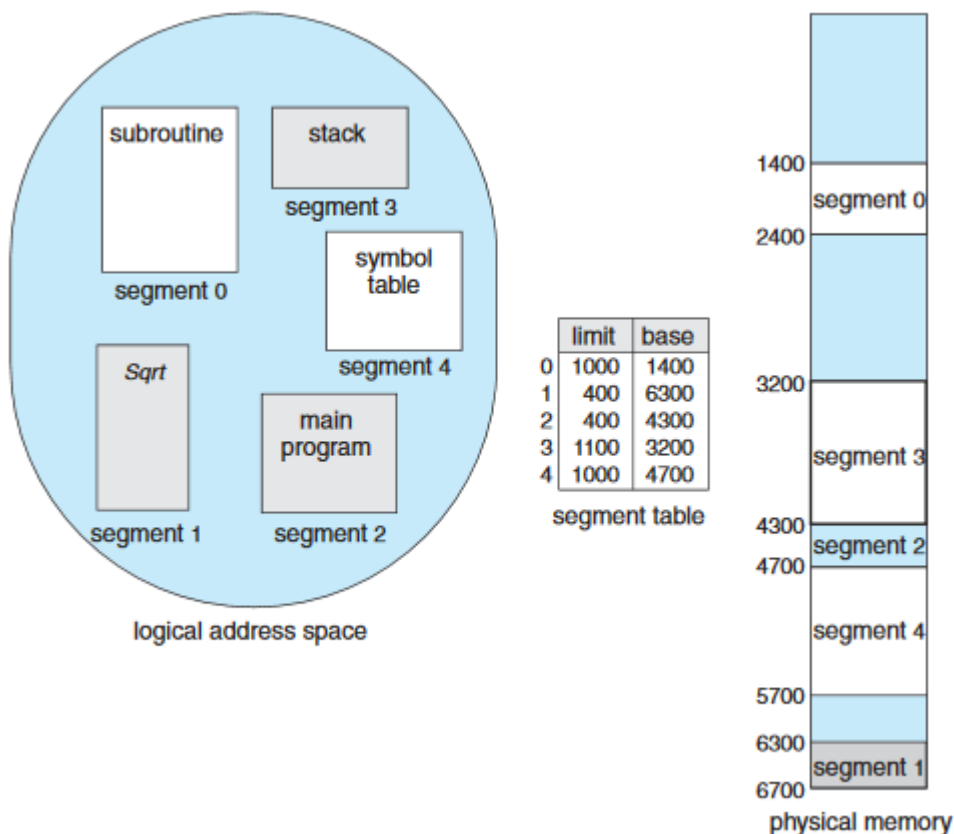 subroutine
segment 0
stack
segment 3
symbol
table
segment 4
Sqrt
segment 1
main
program
segment 2
logical address space
limit base
0 1000 1400
1 400 6300
2 400 4300
3 1100 3200
4 1000 4700
segment table
1400
segment 0
2400
3200
segment 3
4300
segment 2
4700
segment 4
5700
6300
segment 1
6700
physical memory